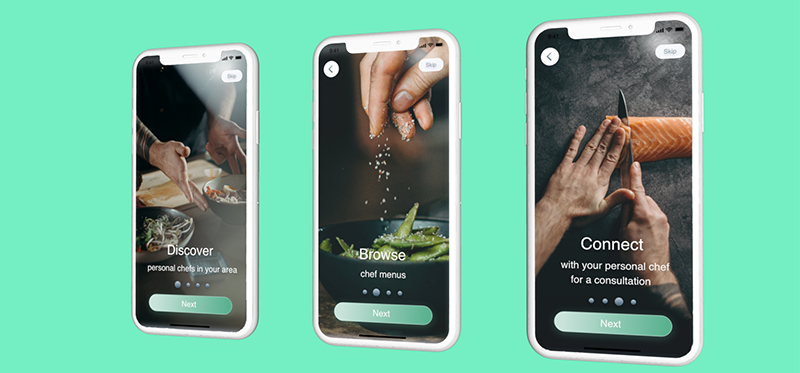 Skip
Discover
personal chefs in your area
Next
Skip
Browse
chef menus
Next
Skip
Connect
with your personal chef
for a consultation
Next